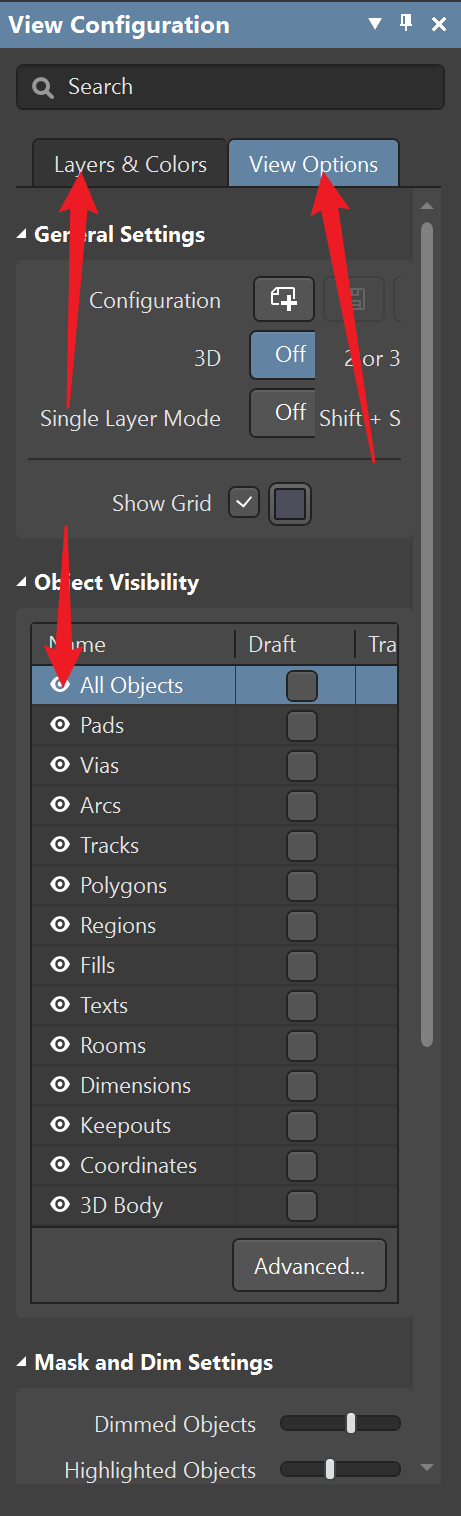 View Configuration
Search
Layers & Colors View Options
General Settings
Configuration
3D Off 2 or 3
Single Layer Mode Off Shift + S
Show Grid
Object Visibility
Draft Tra
All Objects
Pads
Vias
Arcs
Tracks
Polygons
Regions
Fills
Texts
Rooms
Dimensions
Keepouts
Coordinates
3D Body
Advanced...
Mask and Dim Settings
Dimmed Objects
Highlighted Objects